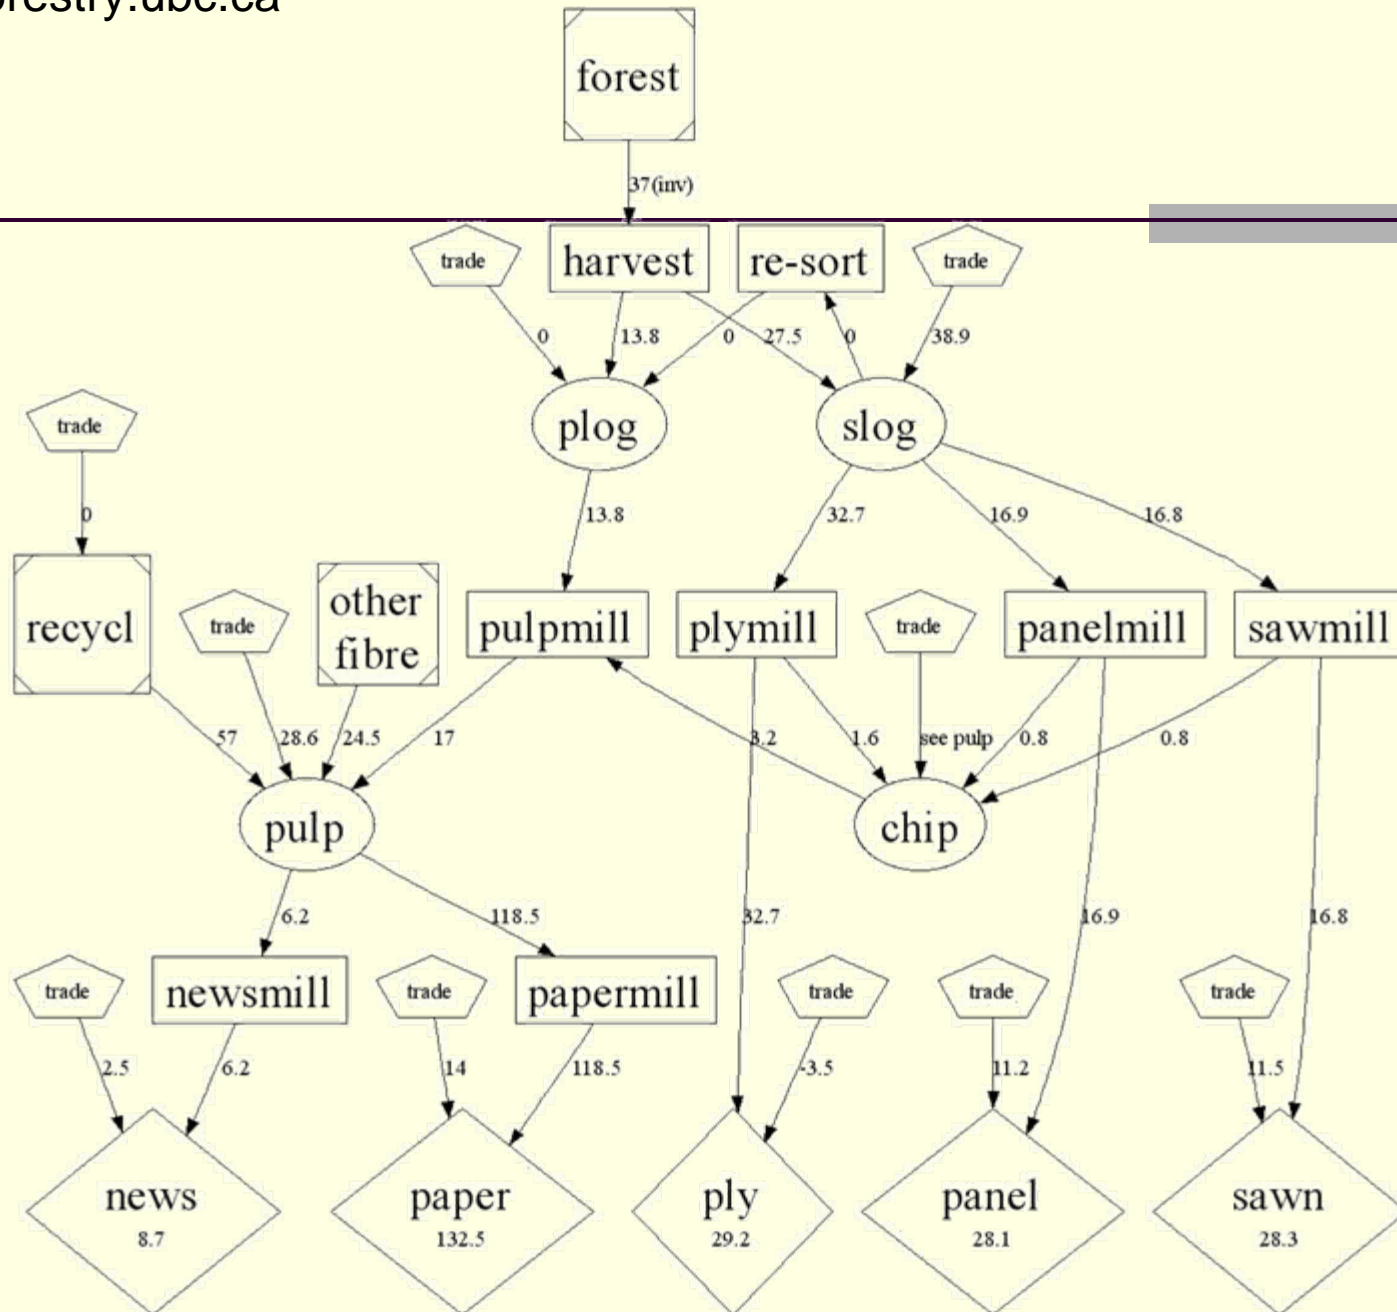 orestry.ubc.ca
forest
37(inv)
trade
harvest
re-sort
trade
0
13.8
0
27.5
0
38.9
trade
plog
slog
0
13.8
32.7
16.9
16.8
recycl
trade
other
fibre
pulpmill
plymill
trade
panelmill
sawmill
57
28.6
24.5
17
3.2
1.6
see pulp
0.8
0.8
pulp
chip
6.2
118.5
32.7
16.9
16.8
trade
newsmill
trade
papermill
trade
trade
trade
2.5
6.2
14
118.5
-3.5
11.2
11.5
news
8.7
paper
132.5
ply
29.2
panel
28.1
sawn
28.3